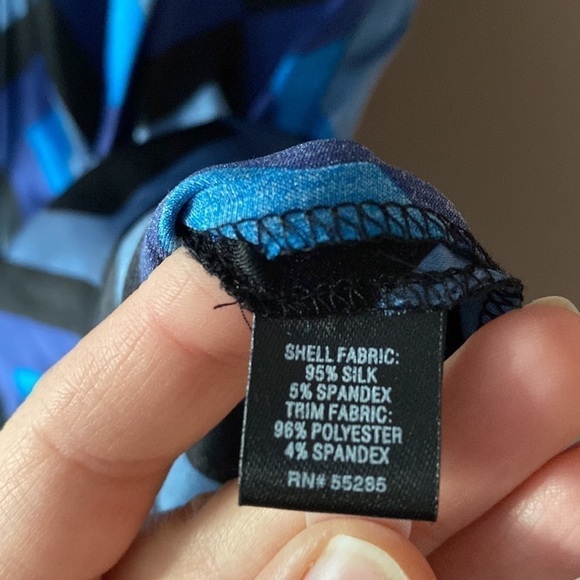 SHELL FABRIC:
95% SILK
5% SPANDEX
TRIM FABRIC:
96% POLYESTER
4% SPANDEX
RN# 55285